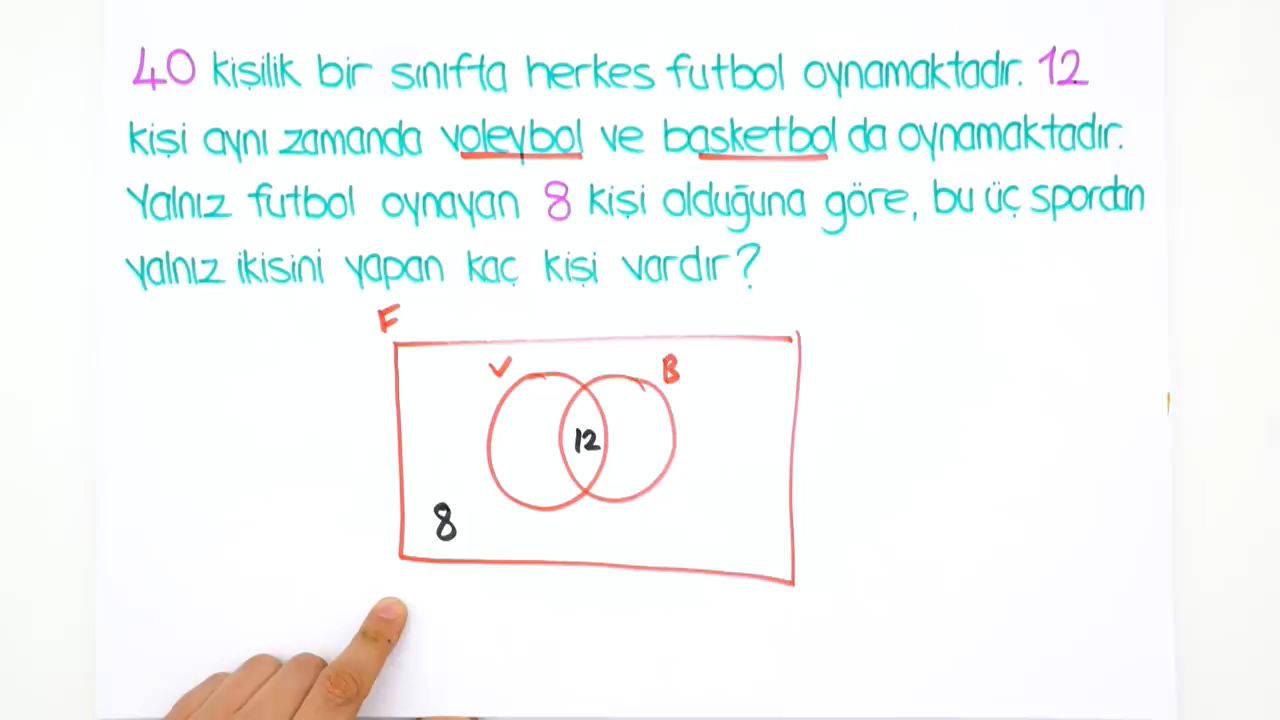 40 kişilik bir sınıfta herkes futbol oynamaktadır. 12
kişi aynı zamanda voleybol ve basketbol da oynamaktadır.
Yalnız futbol oynayan 8 kişi olduğuna göre, bu üç spordan
yalnız ikisini yapan kaç kişi vardır?
F
V B
12
8